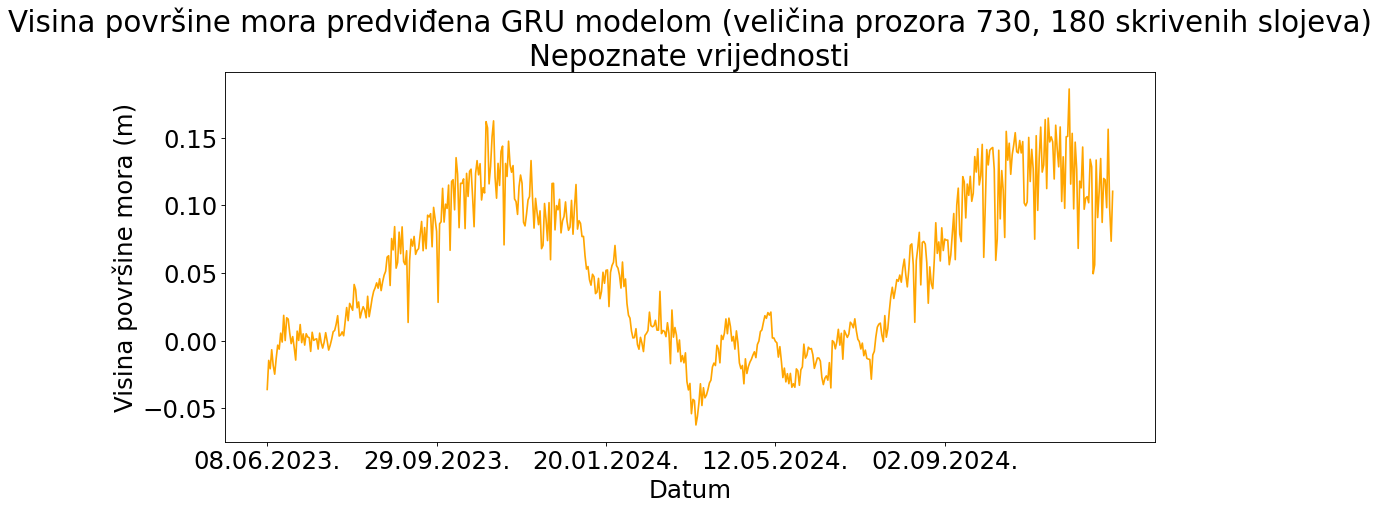 Visina površine mora predviđena GRU modelom (veličina prozora 730, 180 skrivenih slojeva)
Nepoznate vrijednosti
Visina površine mora (m)
0.15
0.10
0.05
0.00
−0.05
08.06.2023. 29.09.2023. 20.01.2024. 12.05.2024. 02.09.2024.
Datum